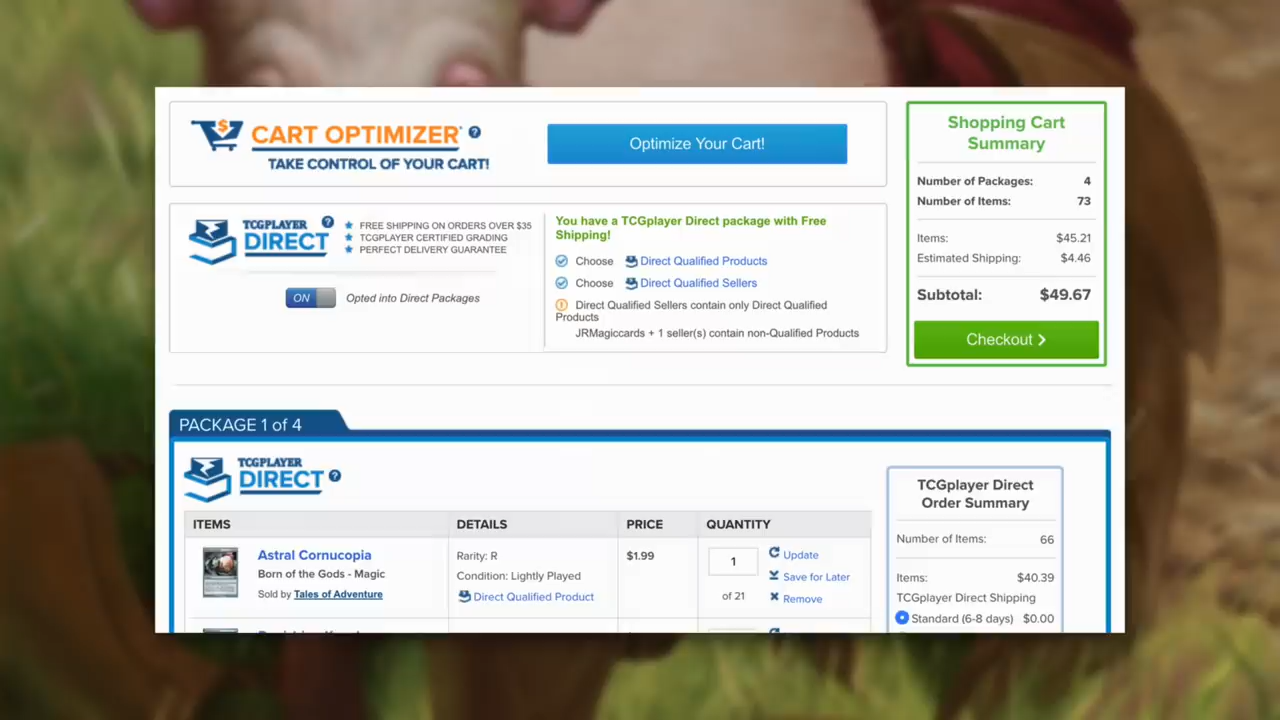 CART OPTIMIZER
TAKE CONTROL OF YOUR CART!
Optimize Your Cart!
TCGPLAYER
DIRECT
FREE SHIPPING ON ORDERS OVER $35
TCGPLAYER CERTIFIED GRADING
PERFECT DELIVERY GUARANTEE
ON
Opted into Direct Packages
You have a TCGplayer Direct package with Free
Shipping!
Choose Direct Qualified Products
Choose Direct Qualified Sellers
Direct Qualified Sellers contain only Direct Qualified
Products
JRMagiccards + 1 seller(s) contain non-Qualified Products
Shopping Cart
Summary
Number of Packages: 4
Number of Items: 73
Items: $45.21
Estimated Shipping: $4.46
Subtotal: $49.67
Checkout
PACKAGE 1 of 4
TCGPLAYER
DIRECT
ITEMS DETAILS PRICE QUANTITY
Astral Cornucopia
Born of the Gods - Magic
Sold by Tales of Adventure
Rarity: R
Condition: Lightly Played
Direct Qualified Product
$1.99
1
of 21
Update
Save for Later
Remove
TCGplayer Direct
Order Summary
Number of Items: 66
Items: $40.39
TCGplayer Direct Shipping
Standard (6-8 days) $0.00